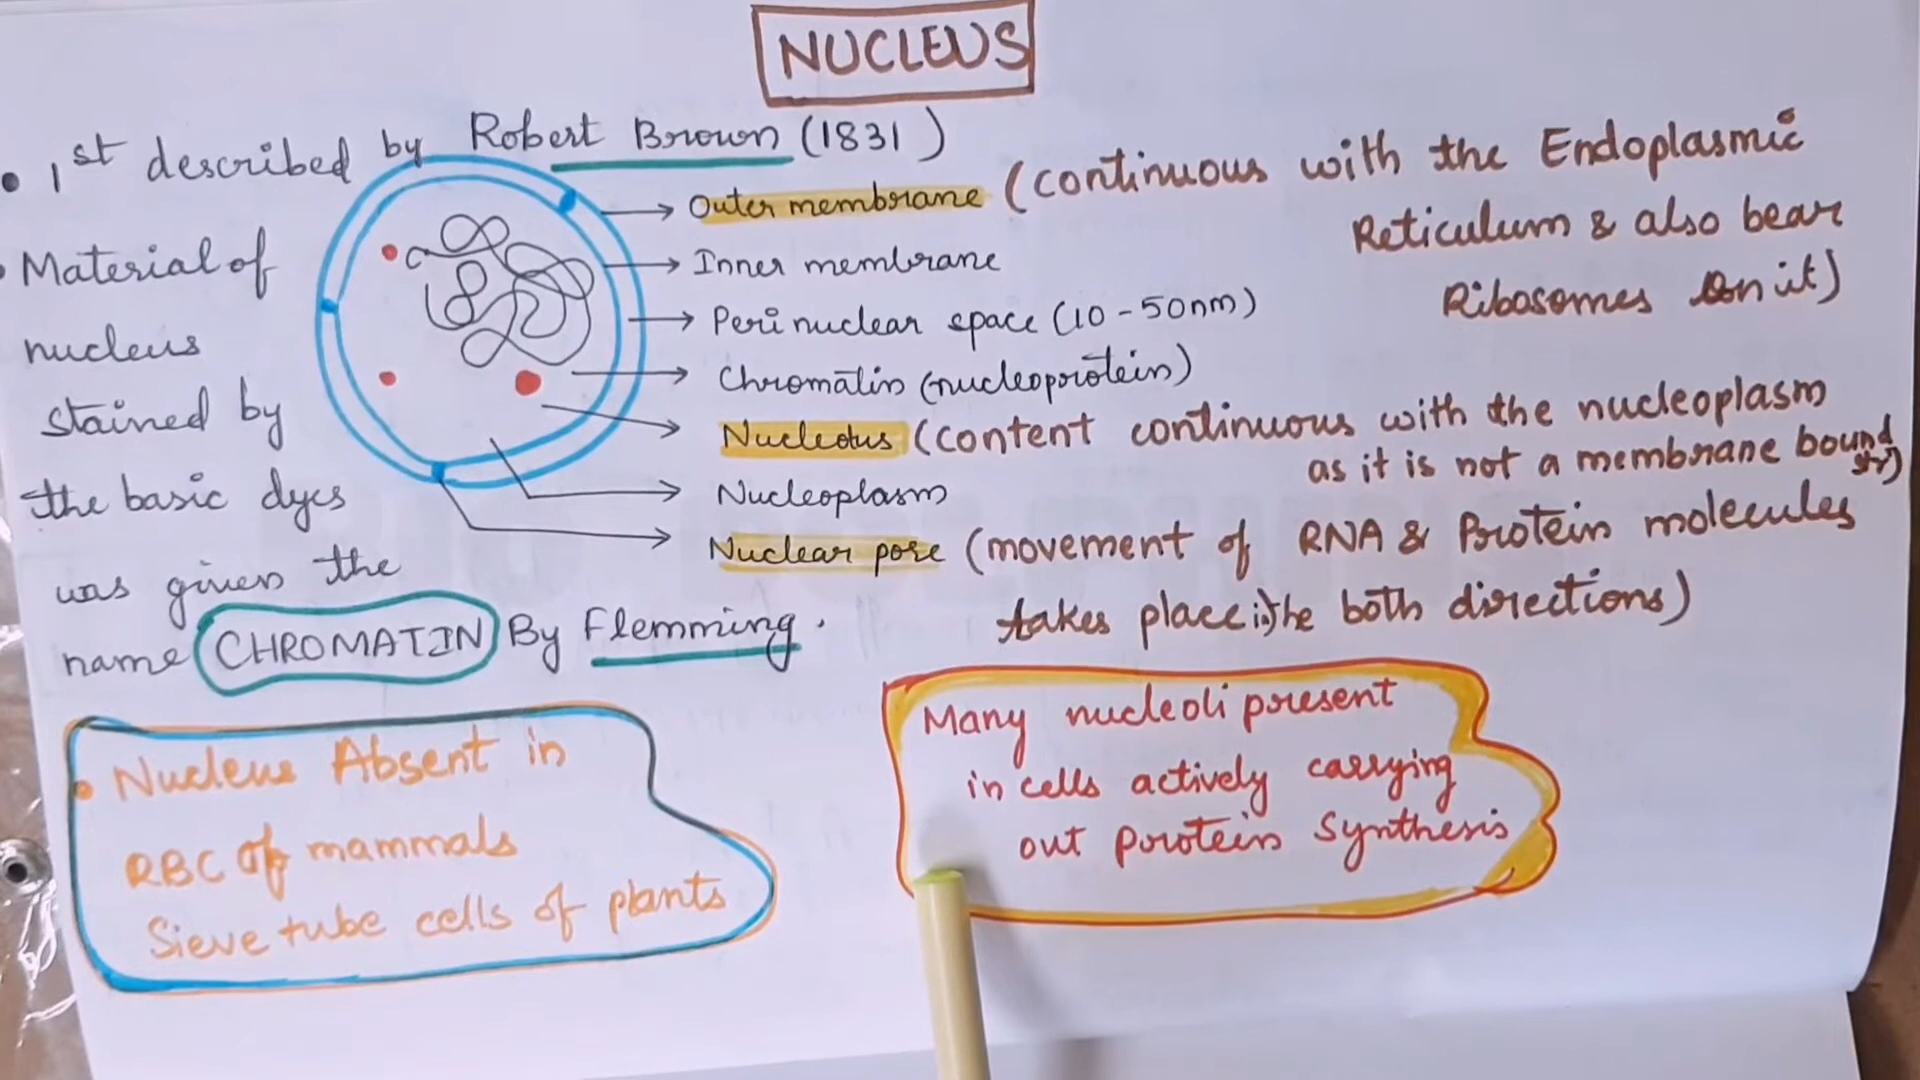 NUCLEUS
• 1st described by Robert Brown (1831)
• Material of
nucleus
stained by
the basic dyes
was given the
name CHROMATIN By Flemming.
Outer membrane (continuous with the Endoplasmic
Reticulum & also bear
Ribosomes on it)
Inner membrane
Perinuclear space (10-50nm)
Chromatin (nucleoprotein)
Nucleolus (content continuous with the nucleoplasm
as it is not a membrane bound
str)
Nucleoplasm
Nuclear pore (movement of RNA & Protein molecules
takes place in the both directions)
• Nucleus Absent in
RBC of mammals
Sieve tube cells of plants
Many nucleoli present
in cells actively carrying
out protein synthesis